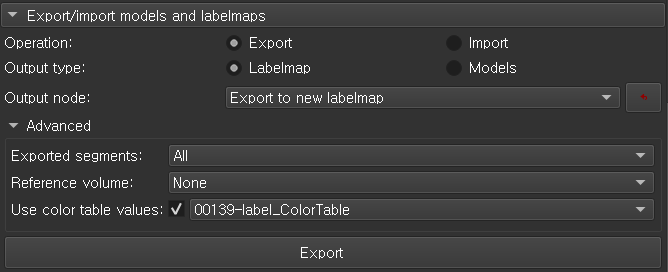 Export/import models and labelmaps
Operation: Export Import
Output type: Labelmap Models
Output node: Export to new labelmap
Advanced
Exported segments: All
Reference volume: None
Use color table values: 00139-label_ColorTable
Export